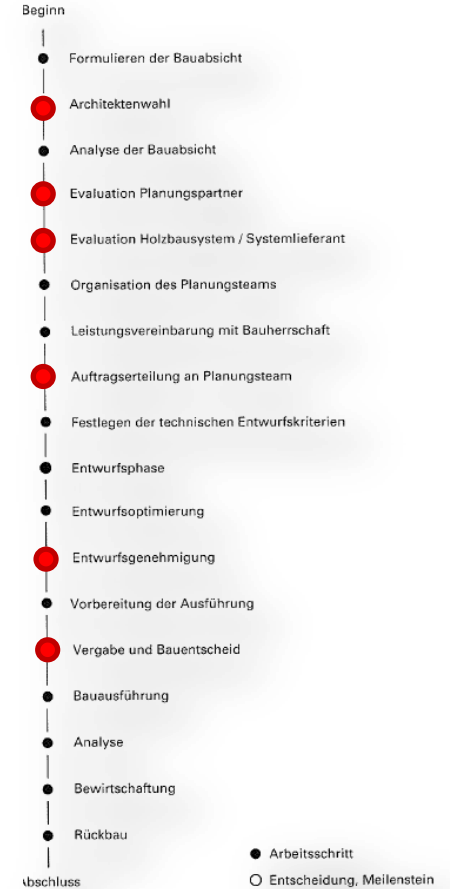 Beginn
Formulieren der Bauabsicht
Architektenwahl
Analyse der Bauabsicht
Evaluation Planungspartner
Evaluation Holzbausystem / Systemlieferant
Organisation des Planungsteams
Leistungsvereinbarung mit Bauherrschaft
Auftragserteilung an Planungsteam
Festlegen der technischen Entwurfskriterien
Entwurfsphase
Entwurfsoptimierung
Entwurfsgenehmigung
Vorbereitung der Ausführung
Vergabe und Bauentscheid
Bauausführung
Analyse
Bewirtschaftung
Rückbau
Arbeitsschritt
Abschluss
Entscheidung, Meilenstein